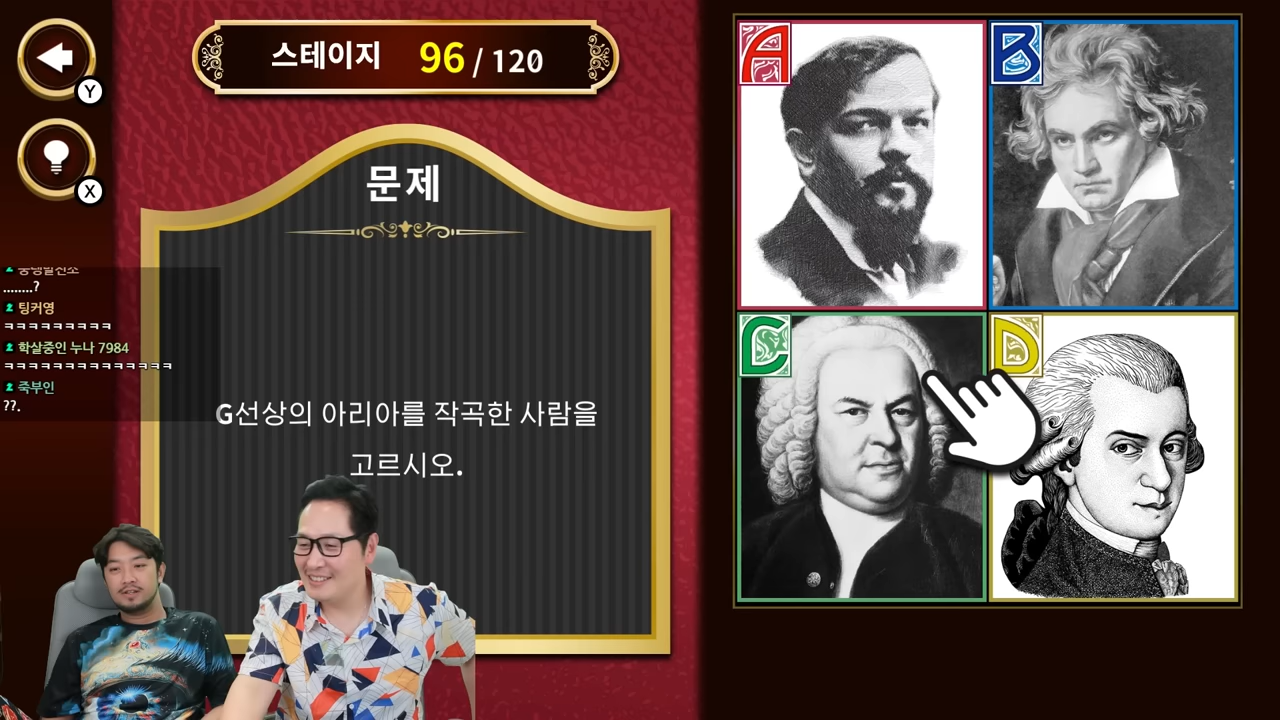 Y
X
스테이지 96 / 120
문제
G선상의 아리아를 작곡한 사람을
고르시오.
A
B
C
D
........?
팅커영
ㅋㅋㅋㅋㅋㅋㅋㅋㅋ
학살중인 누나 7984
ㅋㅋㅋㅋㅋㅋㅋㅋㅋㅋㅋㅋㅋㅋ
죽부인
??.